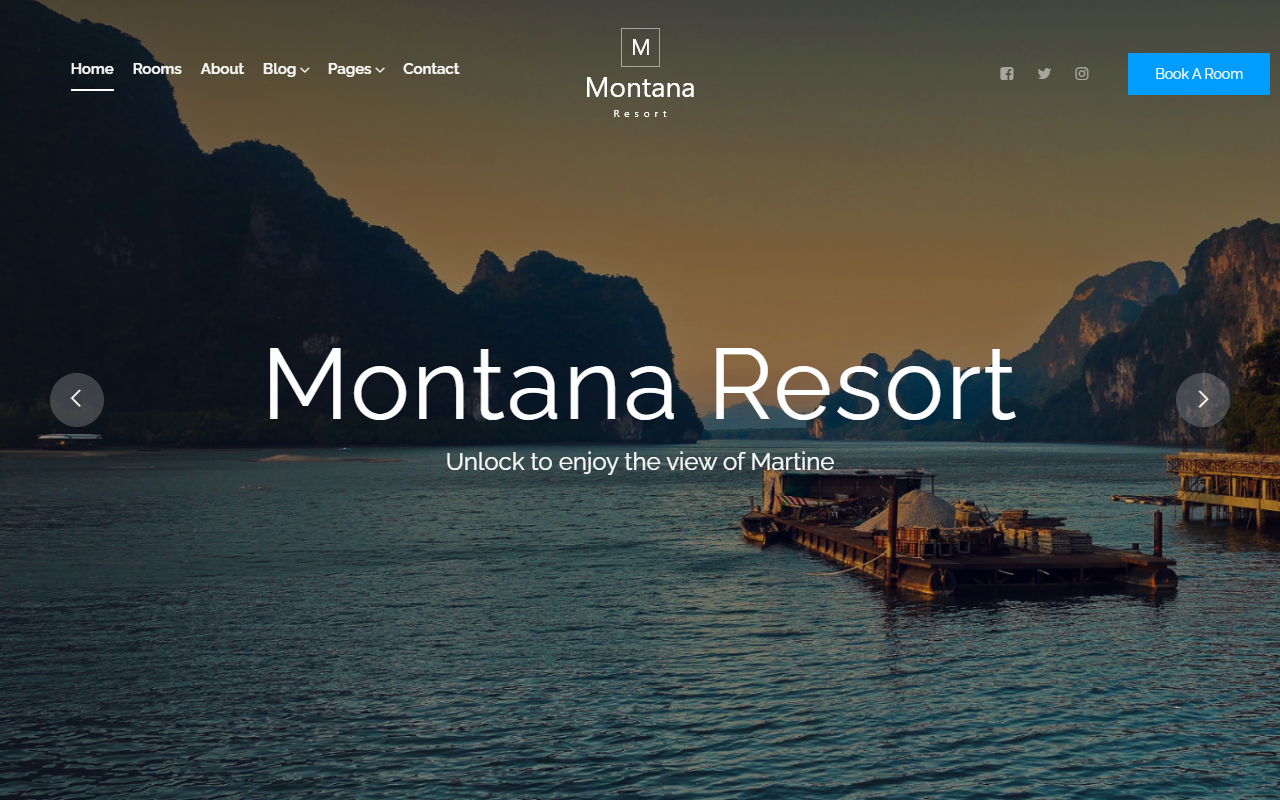 Home Rooms About Blog Pages Contact
M
Montana
Resort
Book A Room
Montana Resort
Unlock to enjoy the view of Martine